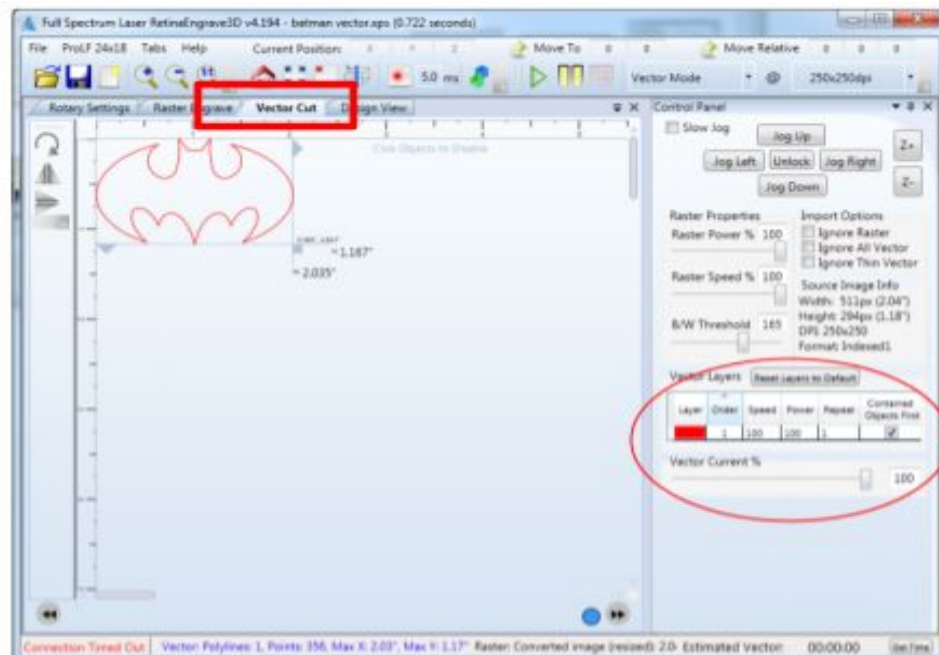 Full Spectrum Laser RetinaEngrave3D v4.194 - batman vector.xps (0.722 seconds)
File ProLF 24x18 Tabs Help Current Position: Move To Move Relative
5.0 ms Vector Mode 250x250dpi
Rotary Settings Raster Engrave Vector Cut Design View Control Panel
Click Objects to Disable
Slow Jog
Jog Up
Z+
Jog Left Unlock Jog Right
Jog Down
Z-
Raster Properties Import Options
Raster Power % 100 Ignore Raster
Ignore All Vector
Ignore Thin Vector
Raster Speed % 100 Source Image Info
Width: 511px (2.04")
Height: 294px (1.18")
B/W Threshold 165 DPI: 250x250
Format: Indexed1
1.167"
2.035"
Vector Layers Reset Layers to Default
Layer Order Speed Power Repeat Contained Objects First
1 100 100 1
Vector Current %
100
Connection Timed Out Vector: Polylines: 1, Points: 356, Max X: 2.03", Max Y: 1.17" Raster: Converted image (resized) 2.0 Estimated Vector: 00:00:00